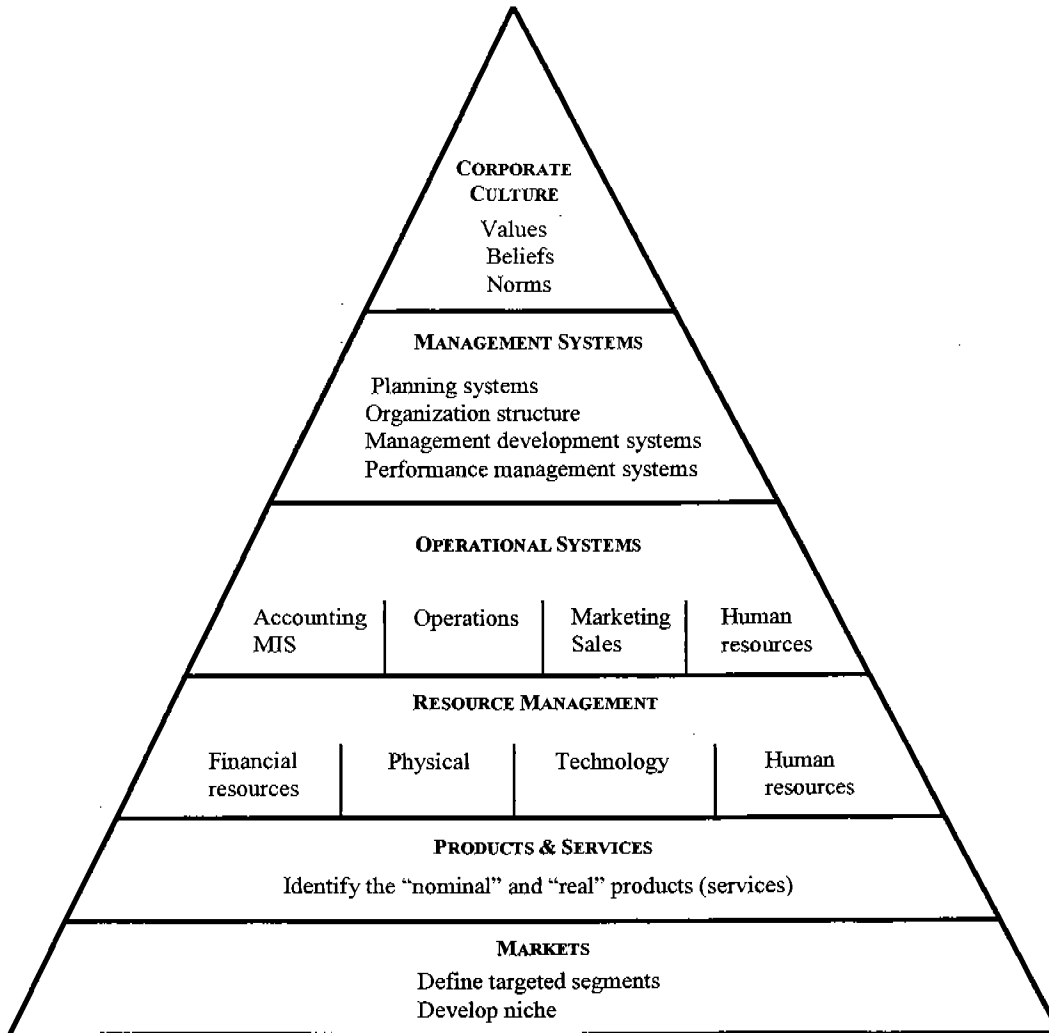 CORPORATE
CULTURE
Values
Beliefs
Norms
MANAGEMENT SYSTEMS
Planning systems
Organization structure
Management development systems
Performance management systems
OPERATIONAL SYSTEMS
Accounting Operations Marketing Human
MIS Sales resources
RESOURCE MANAGEMENT
Financial Physical Technology Human
resources resources
PRODUCTS & SERVICES
Identify the “nominal” and “real” products (services)
MARKETS
Define targeted segments
Develop niche